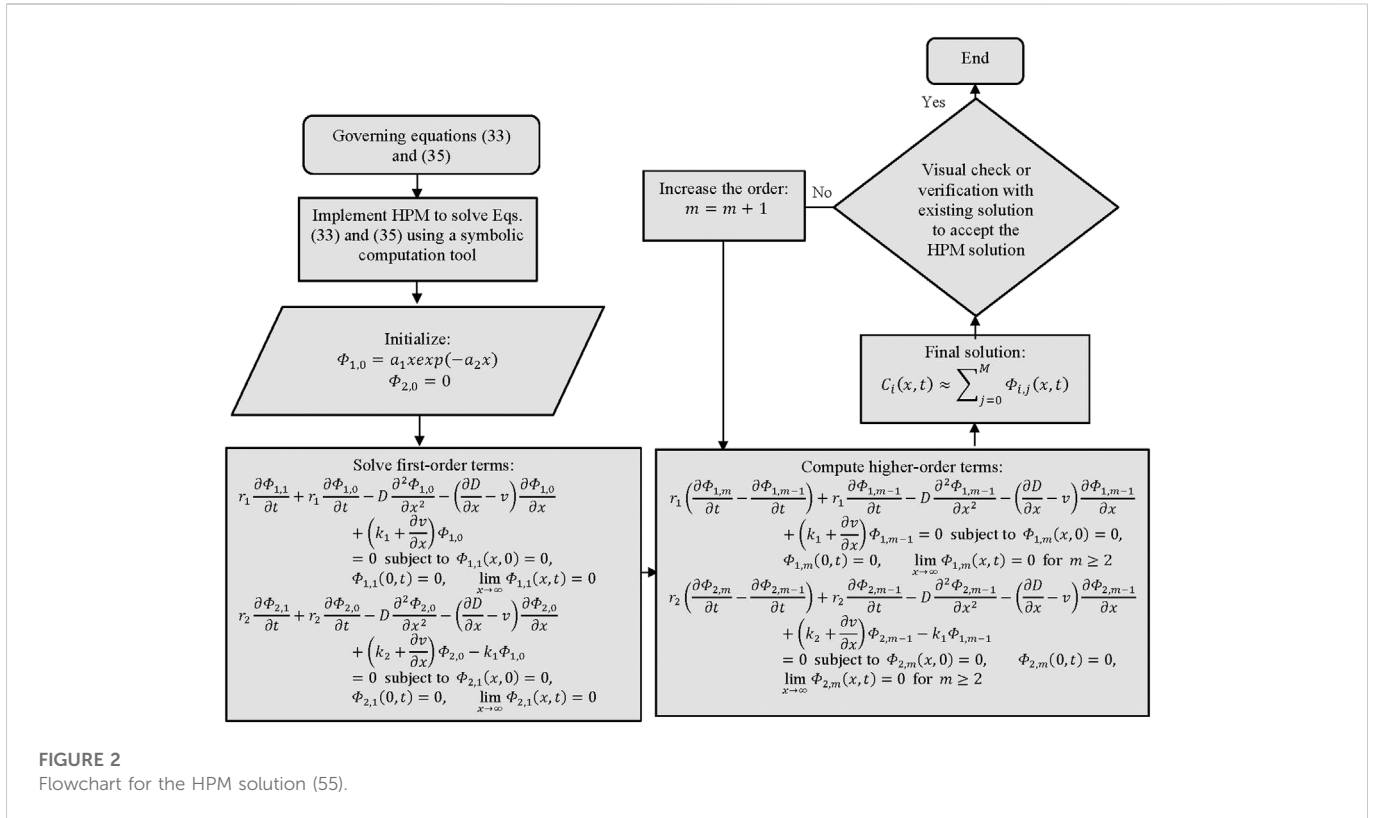 Governing equations (33)
and (35)
Implement HPM to solve Eqs.
(33) and (35) using a symbolic
computation tool
Initialize:
Φ₁,₀ = a₁xexp(−a₂x)
Φ₂,₀ = 0
Solve first-order terms:
r₁ ∂Φ₁,₁/∂t + r₁ ∂Φ₁,₀/∂t − D ∂²Φ₁,₀/∂x² − (∂D/∂x − v) ∂Φ₁,₀/∂x
+ (k₁ + ∂v/∂x) Φ₁,₀
= 0 subject to Φ₁,₁(x, 0) = 0,
Φ₁,₁(0, t) = 0, lim x→∞ Φ₁,₁(x, t) = 0
r₂ ∂Φ₂,₁/∂t + r₂ ∂Φ₂,₀/∂t − D ∂²Φ₂,₀/∂x² − (∂D/∂x − v) ∂Φ₂,₀/∂x
+ (k₂ + ∂v/∂x) Φ₂,₀ − k₁Φ₁,₀
= 0 subject to Φ₂,₁(x, 0) = 0,
Φ₂,₁(0, t) = 0, lim x→∞ Φ₂,₁(x, t) = 0
Compute higher-order terms:
r₁ (∂Φ₁,ₘ/∂t − ∂Φ₁,ₘ₋₁/∂t) + r₁ ∂Φ₁,ₘ₋₁/∂t − D ∂²Φ₁,ₘ₋₁/∂x² − (∂D/∂x − v) ∂Φ₁,ₘ₋₁/∂x
+ (k₁ + ∂v/∂x) Φ₁,ₘ₋₁ = 0 subject to Φ₁,ₘ(x, 0) = 0,
Φ₁,ₘ(0, t) = 0, lim x→∞ Φ₁,ₘ(x, t) = 0 for m ≥ 2
r₂ (∂Φ₂,ₘ/∂t − ∂Φ₂,ₘ₋₁/∂t) + r₂ ∂Φ₂,ₘ₋₁/∂t − D ∂²Φ₂,ₘ₋₁/∂x² − (∂D/∂x − v) ∂Φ₂,ₘ₋₁/∂x
+ (k₂ + ∂v/∂x) Φ₂,ₘ₋₁ − k₁Φ₁,ₘ₋₁
= 0 subject to Φ₂,ₘ(x, 0) = 0, Φ₂,ₘ(0, t) = 0,
lim x→∞ Φ₂,ₘ(x, t) = 0 for m ≥ 2
Final solution:
Cᵢ(x, t) ≈ ∑ᴹⱼ₌₀ Φᵢ,ⱼ(x, t)
Visual check or
verification with
existing solution
to accept the
HPM solution
No
Increase the order:
m = m + 1
Yes
End
FIGURE 2
Flowchart for the HPM solution (55).